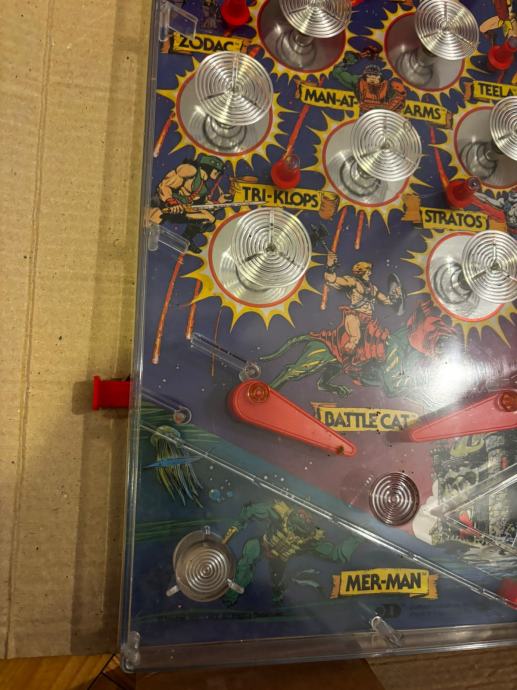 ZODAC
MAN-AT-ARMS
TEELA
TRI-KLOPS
STRATOS
BATTLE CAT
MER-MAN